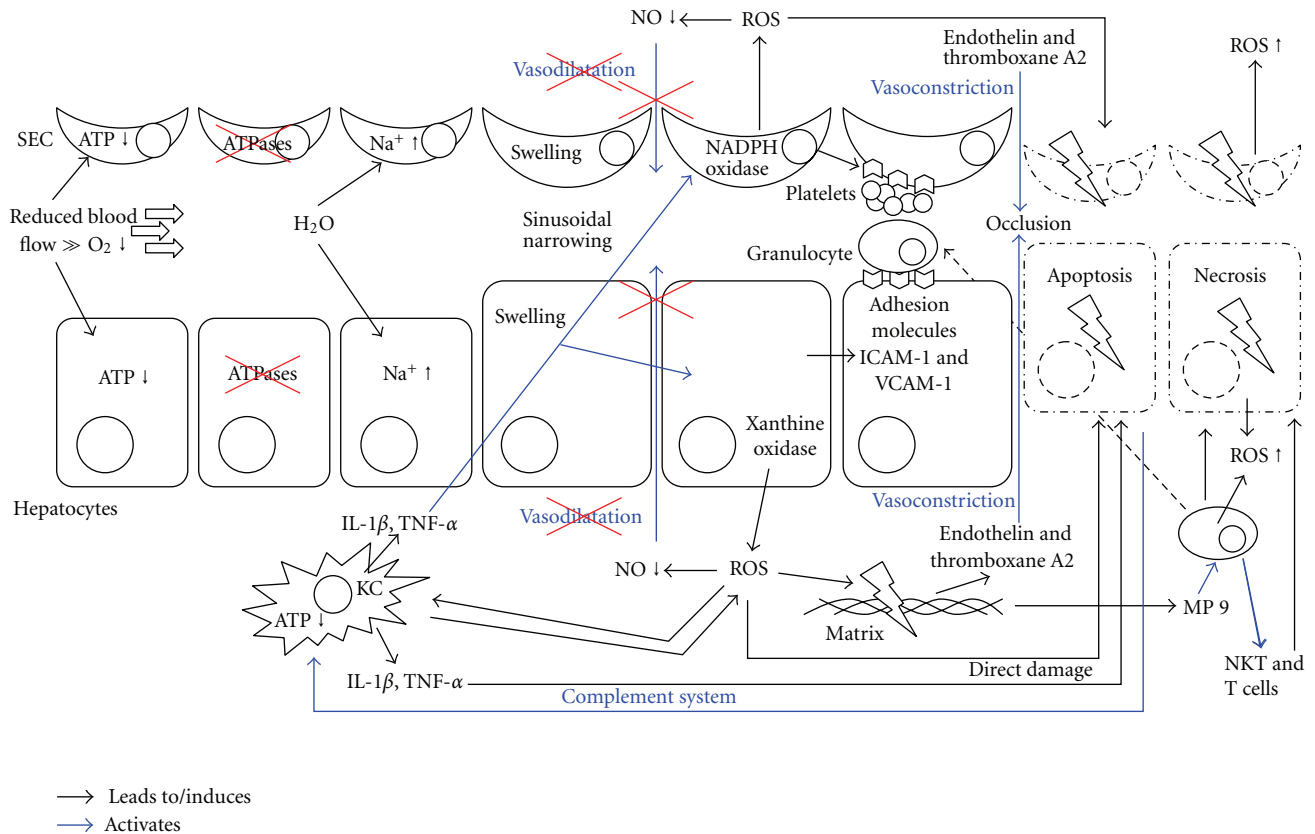 NO ↓
ROS
Endothelin and
thromboxane A2
ROS ↑
Vasodilatation
Vasoconstriction
SEC
ATP ↓
ATPases
Na⁺ ↑
Swelling
NADPH
oxidase
Platelets
Reduced blood
flow ≫ O₂ ↓
H₂O
Sinusoidal
narrowing
Occlusion
Granulocyte
Apoptosis
Necrosis
Swelling
Adhesion
molecules
ICAM-1 and
VCAM-1
ATP ↓
ATPases
Na⁺ ↑
Xanthine
oxidase
ROS ↑
Hepatocytes
IL-1β, TNF-α
Vasodilatation
Vasoconstriction
Endothelin and
thromboxane A2
KC
ATP ↓
NO ↓
ROS
Matrix
MP 9
Direct damage
NKT and
T cells
IL-1β, TNF-α
Complement system
Leads to/induces
Activates